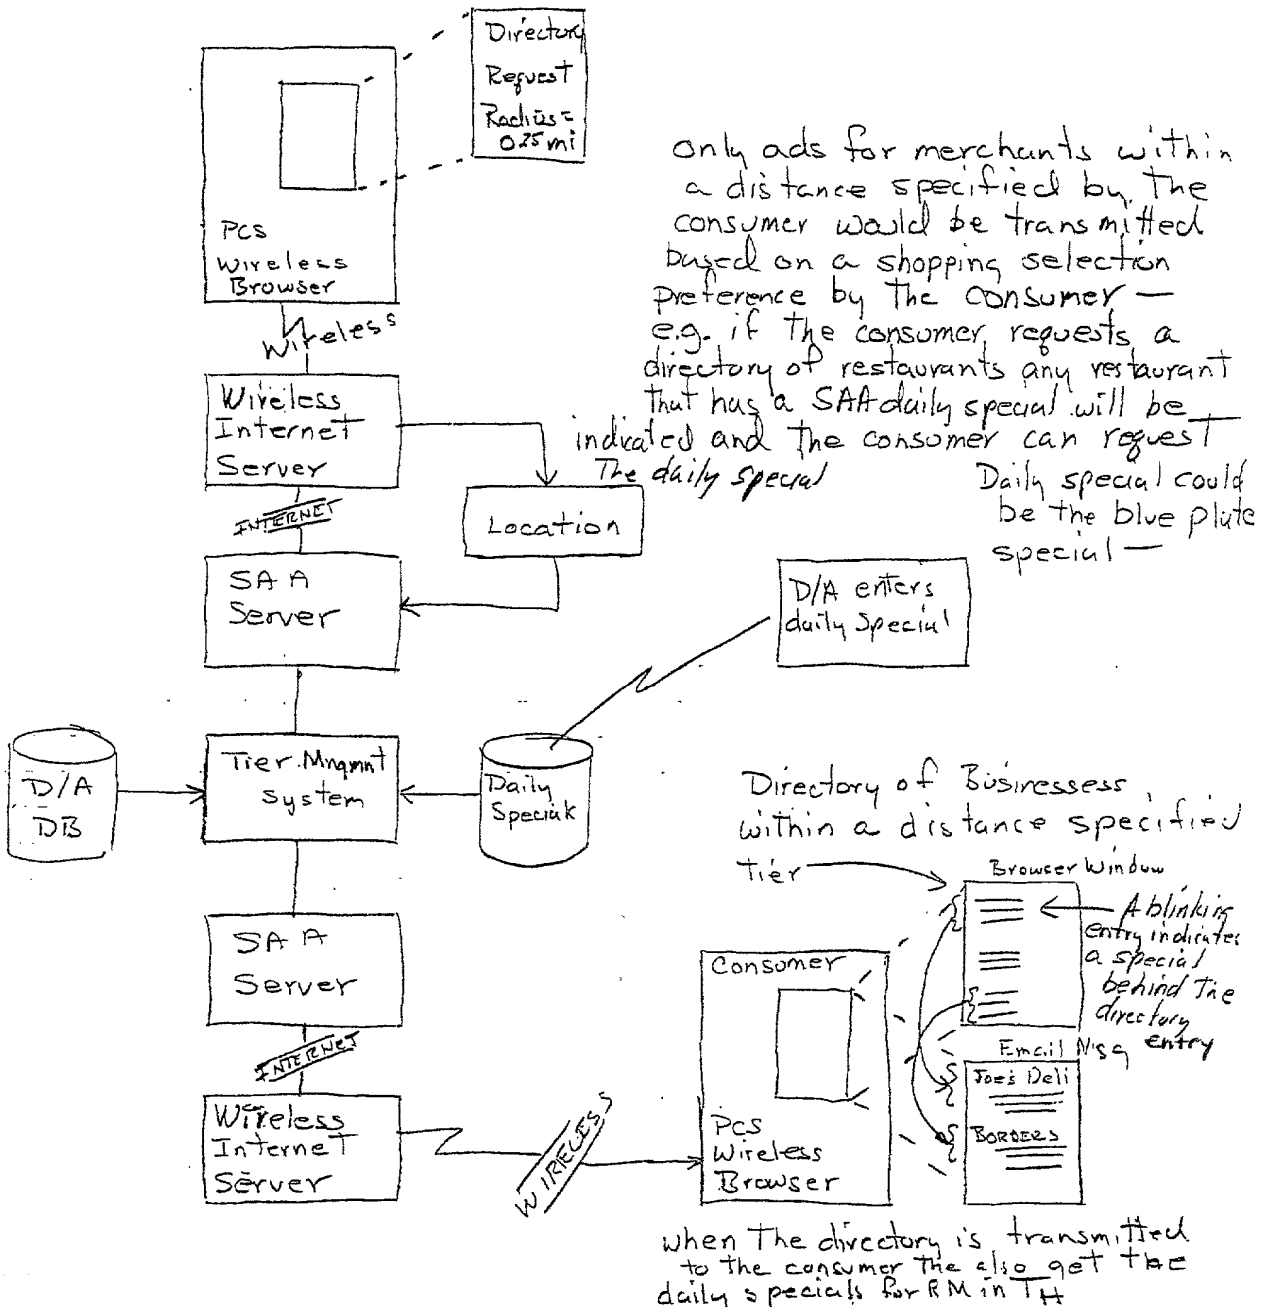 Directory
Request
Radius =
025 mi
PCS
Wireless
Browser
Wireless
only ads for merchants within
a distance specified by the
consumer would be transmitted
based on a shopping selection
preference by the consumer —
e.g. if the consumer requests a
directory of restaurants any restaurant
that has a SAA daily special will be
indicated and the consumer can request
The daily special
Daily special could
be the blue plate
special —
Wireless
Internet
Server
INTERNET
Location
SAA
Server
D/A enters
daily Special
D/A
DB
Tier Mngmnt
System
Daily
Specials
Directory of Businessess
within a distance specified
Tier
Browser Window
A blinking
entry indicates
a special
behind the
directory
entry
SAA
Server
INTERNET
Wireless
Internet
Server
WIRELESS
Consumer
PCS
Wireless
Browser
Email Msg
Joe's Deli
BORDERS
when the directory is transmitted
to the consumer the also get the
daily specials for RM in TH